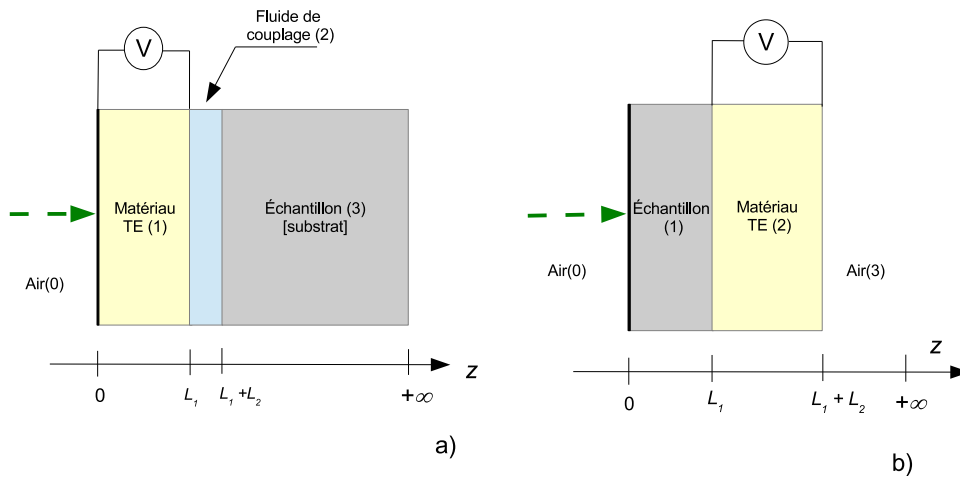 Fluide de
couplage (2)
V
Matériau
TE (1)
Échantillon (3)
[substrat]
Air(0)
0
L1
L1 +L2
+∞
z
a)
V
Échantillon
(1)
Matériau
TE (2)
Air(0)
Air(3)
z
0
L1
L1 + L2
+∞
b)